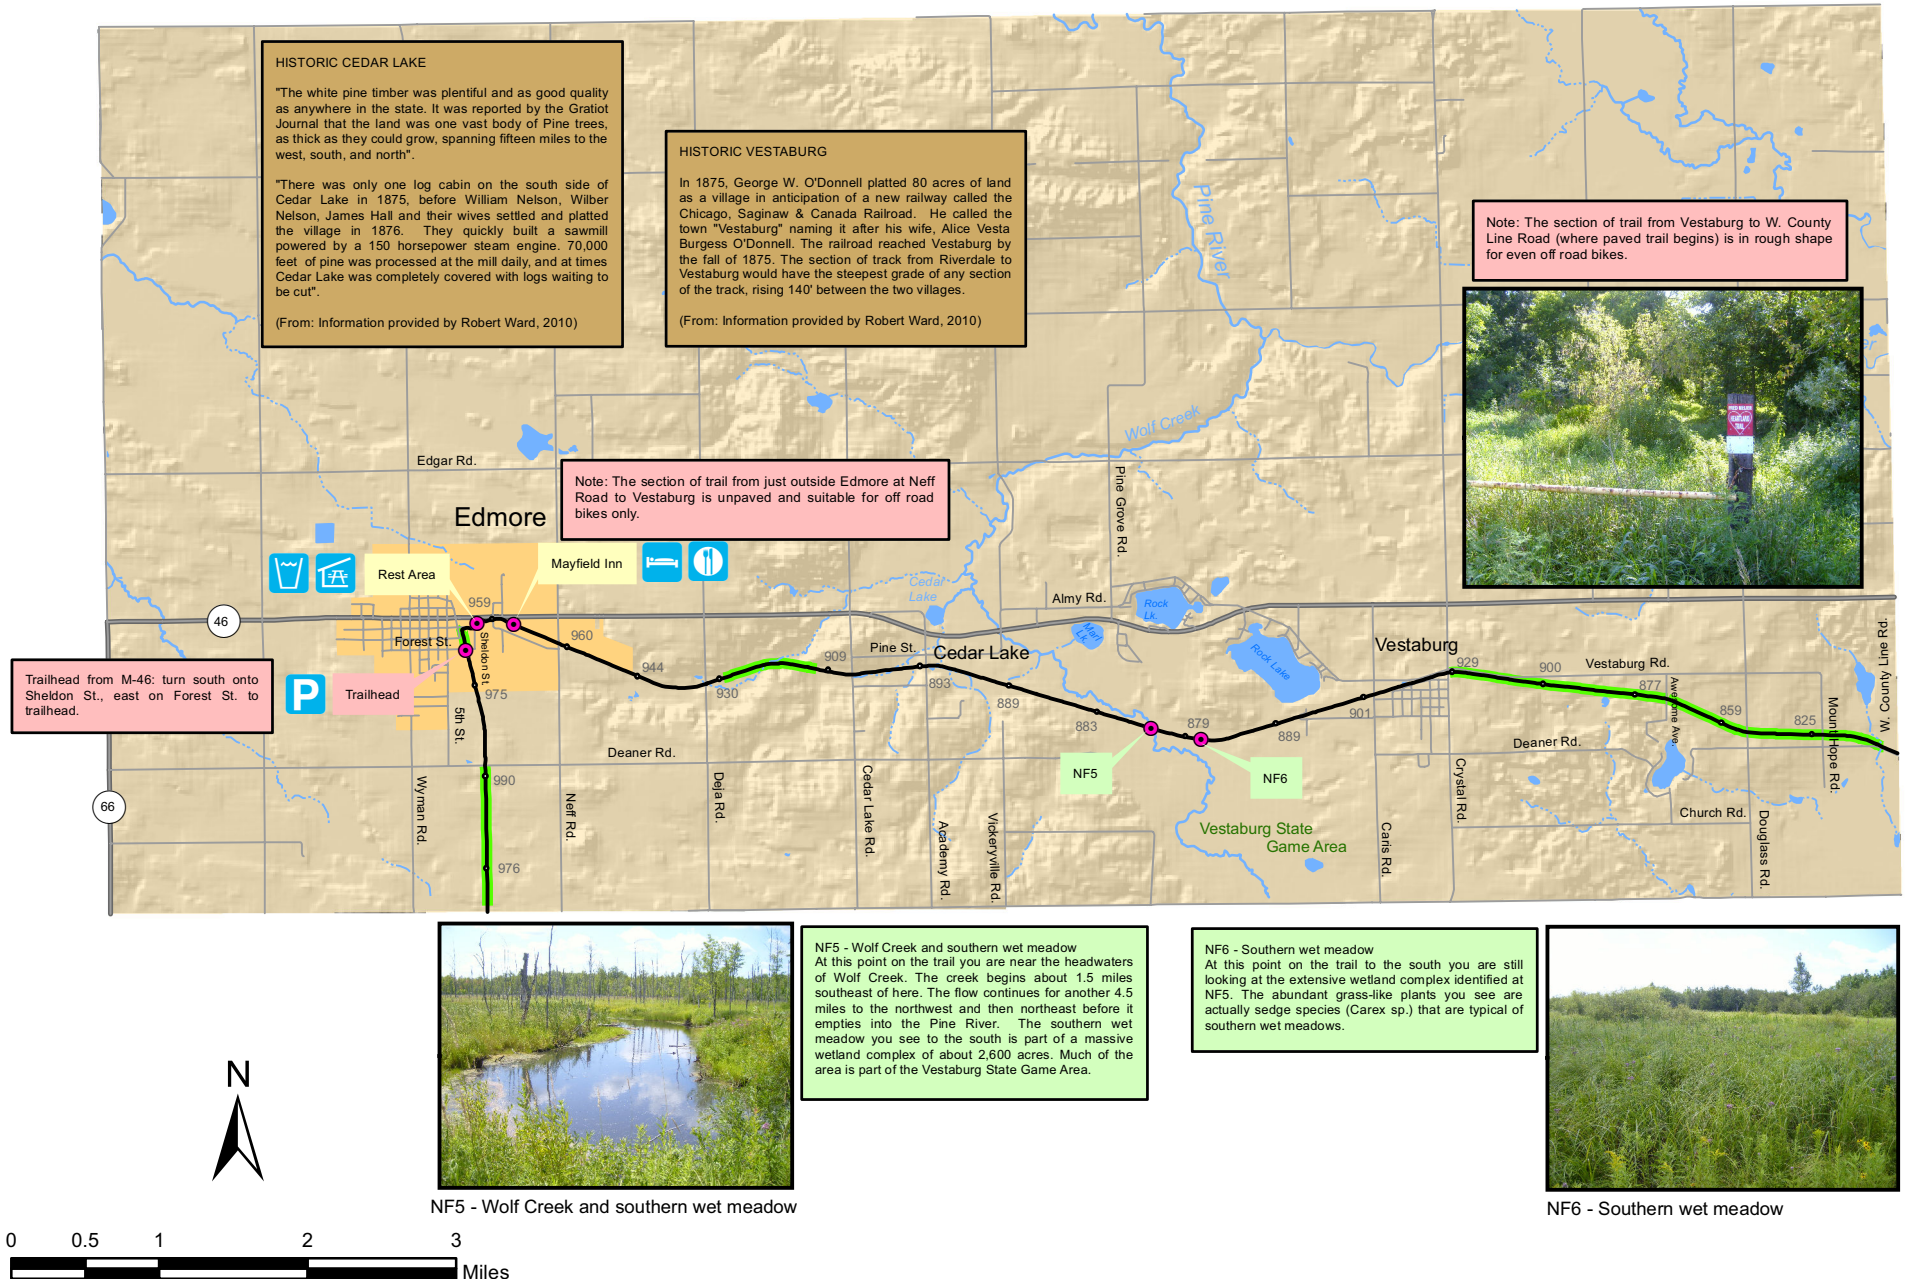 HISTORIC CEDAR LAKE
"The white pine timber was plentiful and as good quality
as anywhere in the state. It was reported by the Gratiot
Journal that the land was one vast body of Pine trees,
as thick as they could grow, spanning fifteen miles to the
west, south, and north".
"There was only one log cabin on the south side of
Cedar Lake in 1875, before William Nelson, Wilber
Nelson, James Hall and their wives settled and platted
the village in 1876. They quickly built a sawmill
powered by a 150 horsepower steam engine. 70,000
feet of pine was processed at the mill daily, and at times
Cedar Lake was completely covered with logs waiting to
be cut".
(From: Information provided by Robert Ward, 2010)
HISTORIC VESTABURG
In 1875, George W. O'Donnell platted 80 acres of land
as a village in anticipation of a new railway called the
Chicago, Saginaw & Canada Railroad. He called the
town "Vestaburg" naming it after his wife, Alice Vesta
Burgess O'Donnell. The railroad reached Vestaburg by
the fall of 1875. The section of track from Riverdale to
Vestaburg would have the steepest grade of any section
of the track, rising 140' between the two villages.
(From: Information provided by Robert Ward, 2010)
Pine River
Note: The section of trail from Vestaburg to W. County
Line Road (where paved trail begins) is in rough shape
for even off road bikes.
HEARTLAND
TRAIL
Wolf Creek
Edgar Rd.
Note: The section of trail from just outside Edmore at Neff
Road to Vestaburg is unpaved and suitable for off road
bikes only.
Edmore
Pine Grove Rd.
Rest Area
Mayfield Inn
Cedar
Lake
Almy Rd.
Rock
Lk.
Marl
Lk.
Rock Lake
46
959
960
Forest St.
Sheldon St.
Pine St.
Cedar Lake
Vestaburg
W. County Line Rd.
Trailhead from M-46: turn south onto
Sheldon St., east on Forest St. to
trailhead.
P
Trailhead
975
944
930
909
893
889
883
879
889
901
929
900
Vestaburg Rd.
877
Awesome Ave.
859
825
Mount Hope Rd.
5th St.
Deaner Rd.
Deaner Rd.
NF5
NF6
990
66
Wyman Rd.
Neff Rd.
Deja Rd.
Cedar Lake Rd.
Academy Rd.
Vickeryville Rd.
Vestaburg State
Game Area
Caris Rd.
Crystal Rd.
Church Rd.
Douglass Rd.
976
NF5 - Wolf Creek and southern wet meadow
At this point on the trail you are near the headwaters
of Wolf Creek. The creek begins about 1.5 miles
southeast of here. The flow continues for another 4.5
miles to the northwest and then northeast before it
empties into the Pine River. The southern wet
meadow you see to the south is part of a massive
wetland complex of about 2,600 acres. Much of the
area is part of the Vestaburg State Game Area.
NF6 - Southern wet meadow
At this point on the trail to the south you are still
looking at the extensive wetland complex identified at
NF5. The abundant grass-like plants you see are
actually sedge species (Carex sp.) that are typical of
southern wet meadows.
N
NF5 - Wolf Creek and southern wet meadow
NF6 - Southern wet meadow
0 0.5 1 2 3
Miles